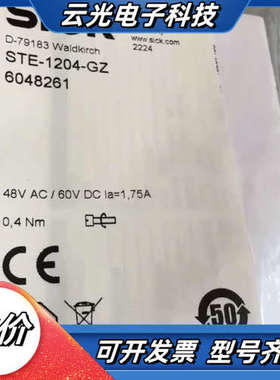 云光电子科技
SICK
D-79183 Waldkirch
www.sick.com
STE-1204-GZ
2224
6048261
48V AC / 60V DC Ia=1,75A
0,4 Nm
CE
50
价
可开发票 型号齐